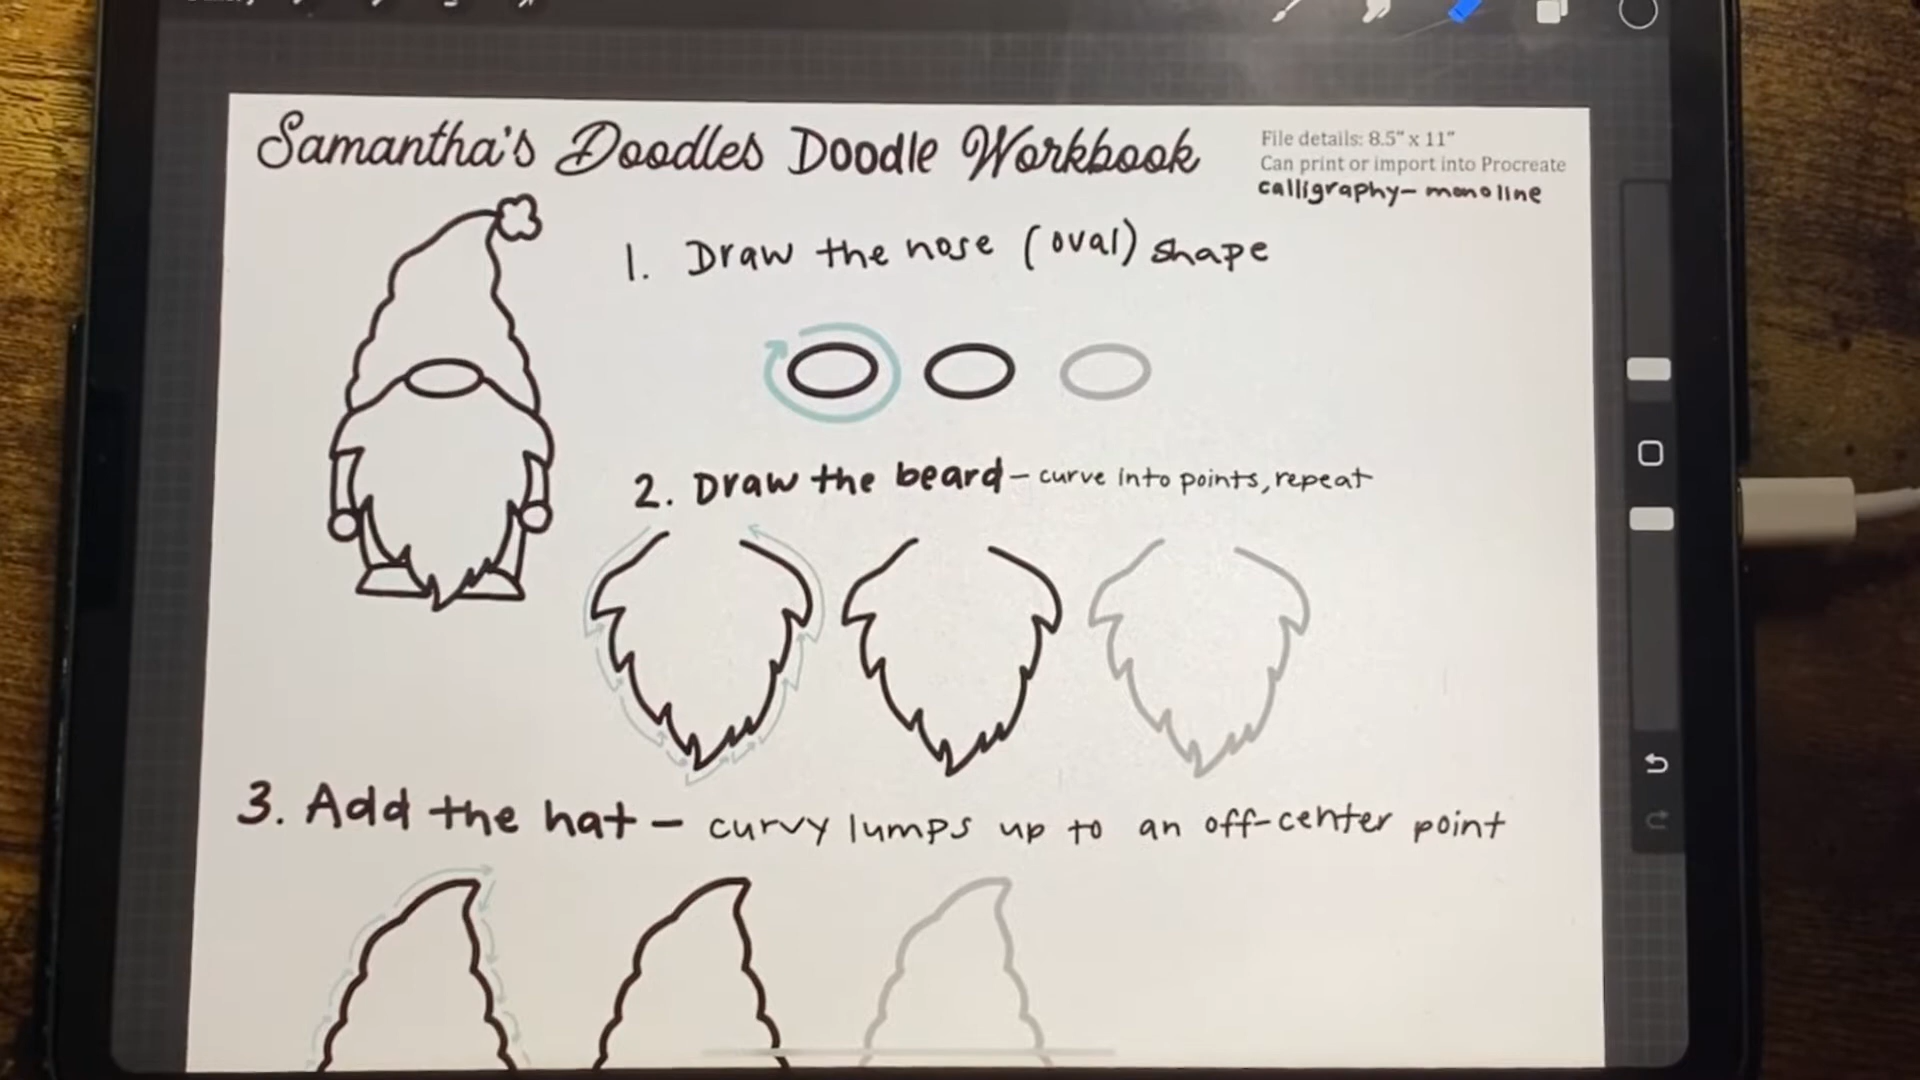 Samantha's Doodles Doodle Workbook
File details: 8.5" x 11"
Can print or import into Procreate
calligraphy- monoline
1. Draw the nose (oval) shape
2. Draw the beard - curve into points, repeat
3. Add the hat - curvy lumps up to an off-center point